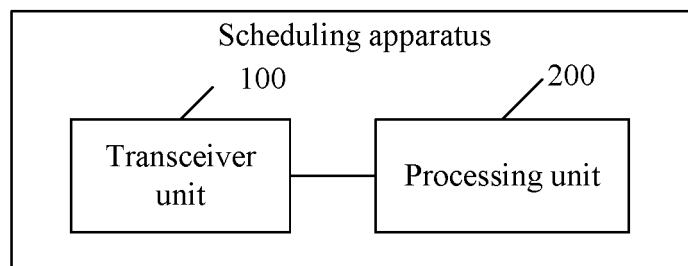 Scheduling apparatus
100
200
Transceiver
unit
Processing unit